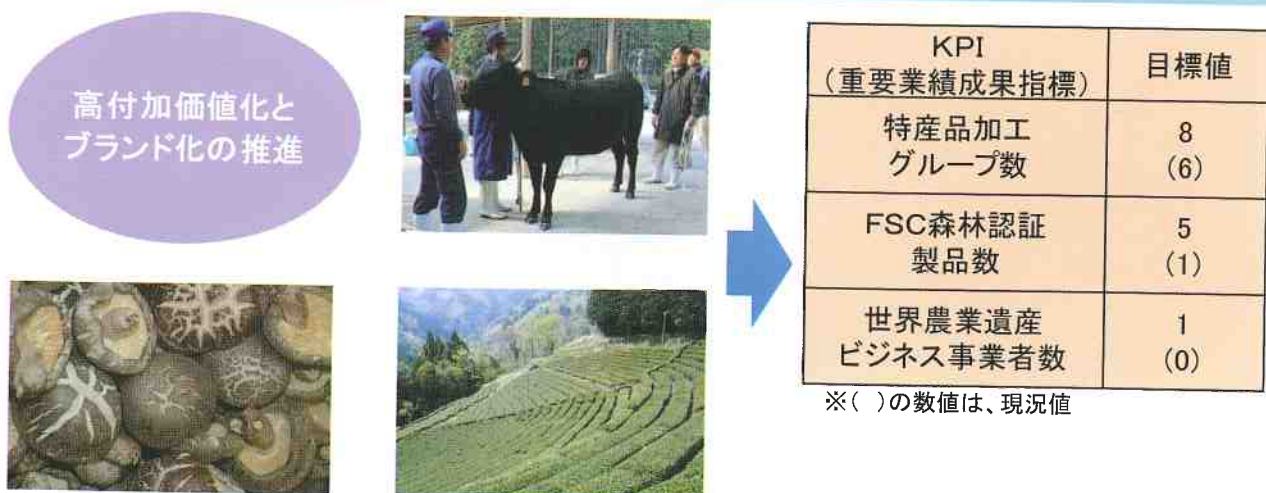 高付加価値化と
ブランド化の推進
KPI
(重要業績成果指標)
目標値
特産品加工
グループ数
8
(6)
FSC森林認証
製品数
5
(1)
世界農業遺産
ビジネス事業者数
1
(0)
※( )の数値は、現況値